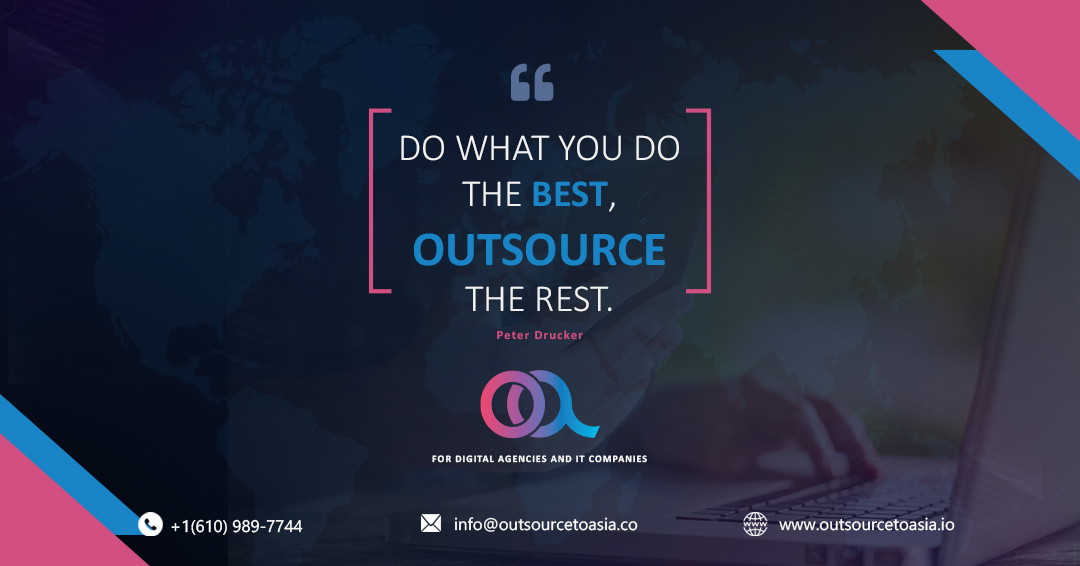 ❝
DO WHAT YOU DO
THE BEST,
OUTSOURCE
THE REST.
Peter Drucker
FOR DIGITAL AGENCIES AND IT COMPANIES
+1(610) 989-7744
info@outsourcetoasia.co
www.outsourcetoasia.io